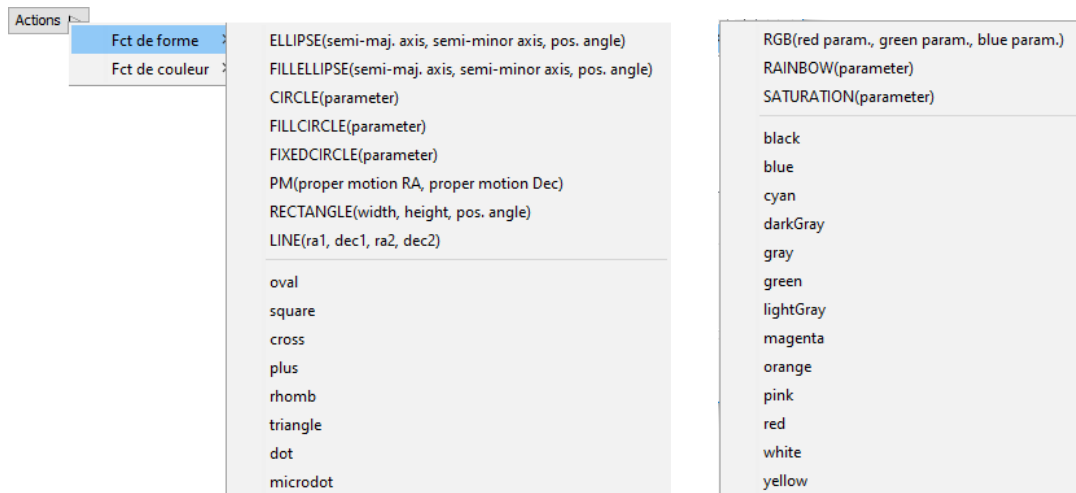 Actions
Fct de forme
Fct de couleur
ELLIPSE(semi-maj. axis, semi-minor axis, pos. angle)
FILLELLIPSE(semi-maj. axis, semi-minor axis, pos. angle)
CIRCLE(parameter)
FILLCIRCLE(parameter)
FIXEDCIRCLE(parameter)
PM(proper motion RA, proper motion Dec)
RECTANGLE(width, height, pos. angle)
LINE(ra1, dec1, ra2, dec2)
oval
square
cross
plus
rhomb
triangle
dot
microdot
RGB(red param., green param., blue param.)
RAINBOW(parameter)
SATURATION(parameter)
black
blue
cyan
darkGray
gray
green
lightGray
magenta
orange
pink
red
white
yellow